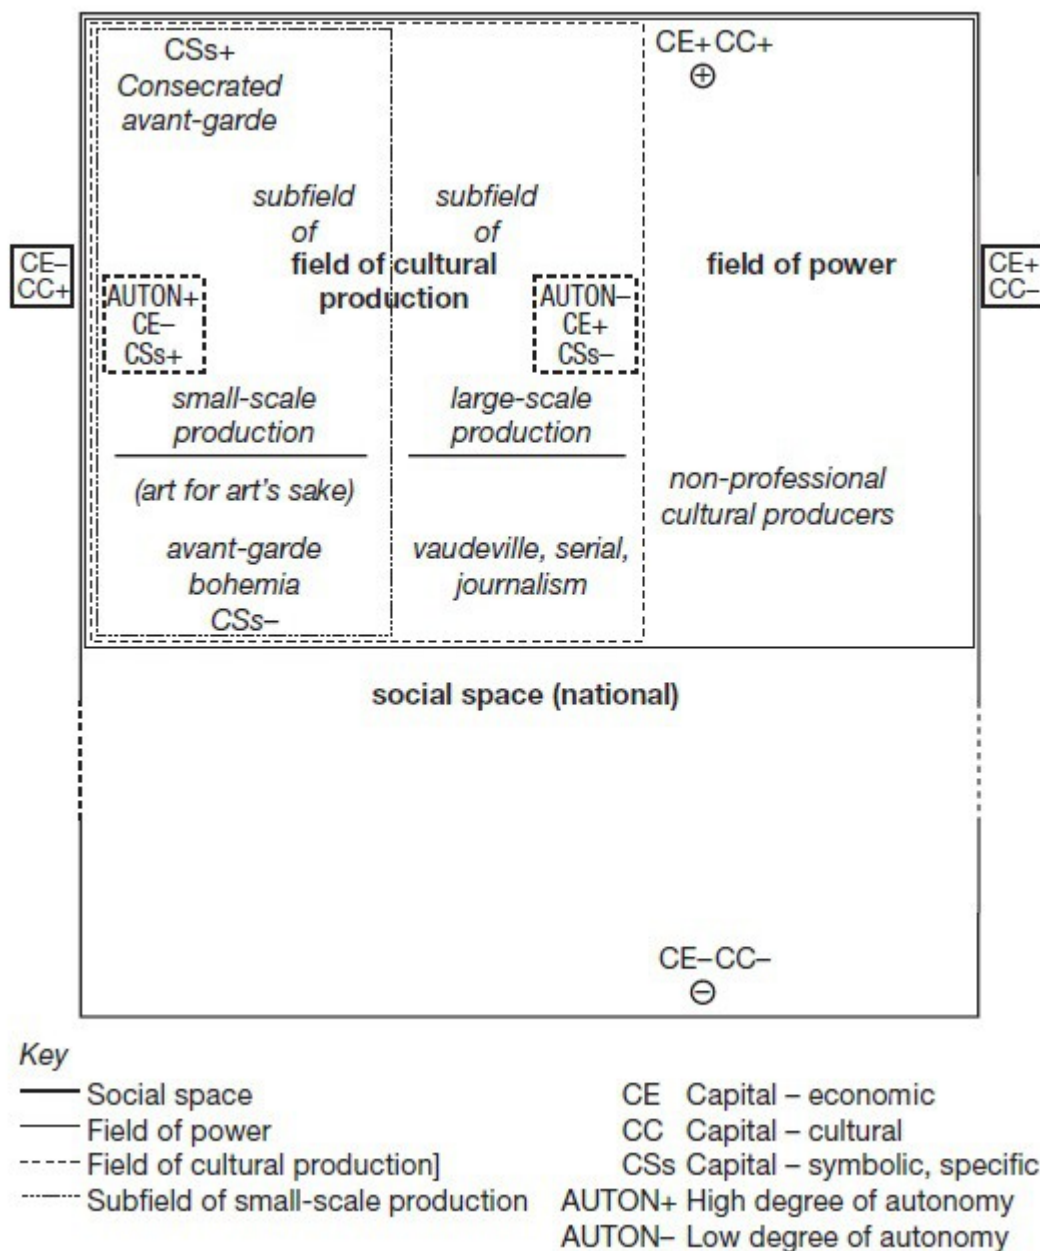 CSs+
Consecrated
avant-garde
CE+ CC+
+
subfield
of
subfield
of
field of cultural
production
field of power
CE–
CC+
CE+
CC–
AUTON+
CE–
CSs+
AUTON–
CE+
CSs–
small-scale
production
large-scale
production
(art for art's sake)
non-professional
cultural producers
avant-garde
bohemia
CSs–
vaudeville, serial,
journalism
social space (national)
CE–CC–
–
Key
Social space
Field of power
Field of cultural production]
Subfield of small-scale production
CE Capital – economic
CC Capital – cultural
CSs Capital – symbolic, specific
AUTON+ High degree of autonomy
AUTON– Low degree of autonomy